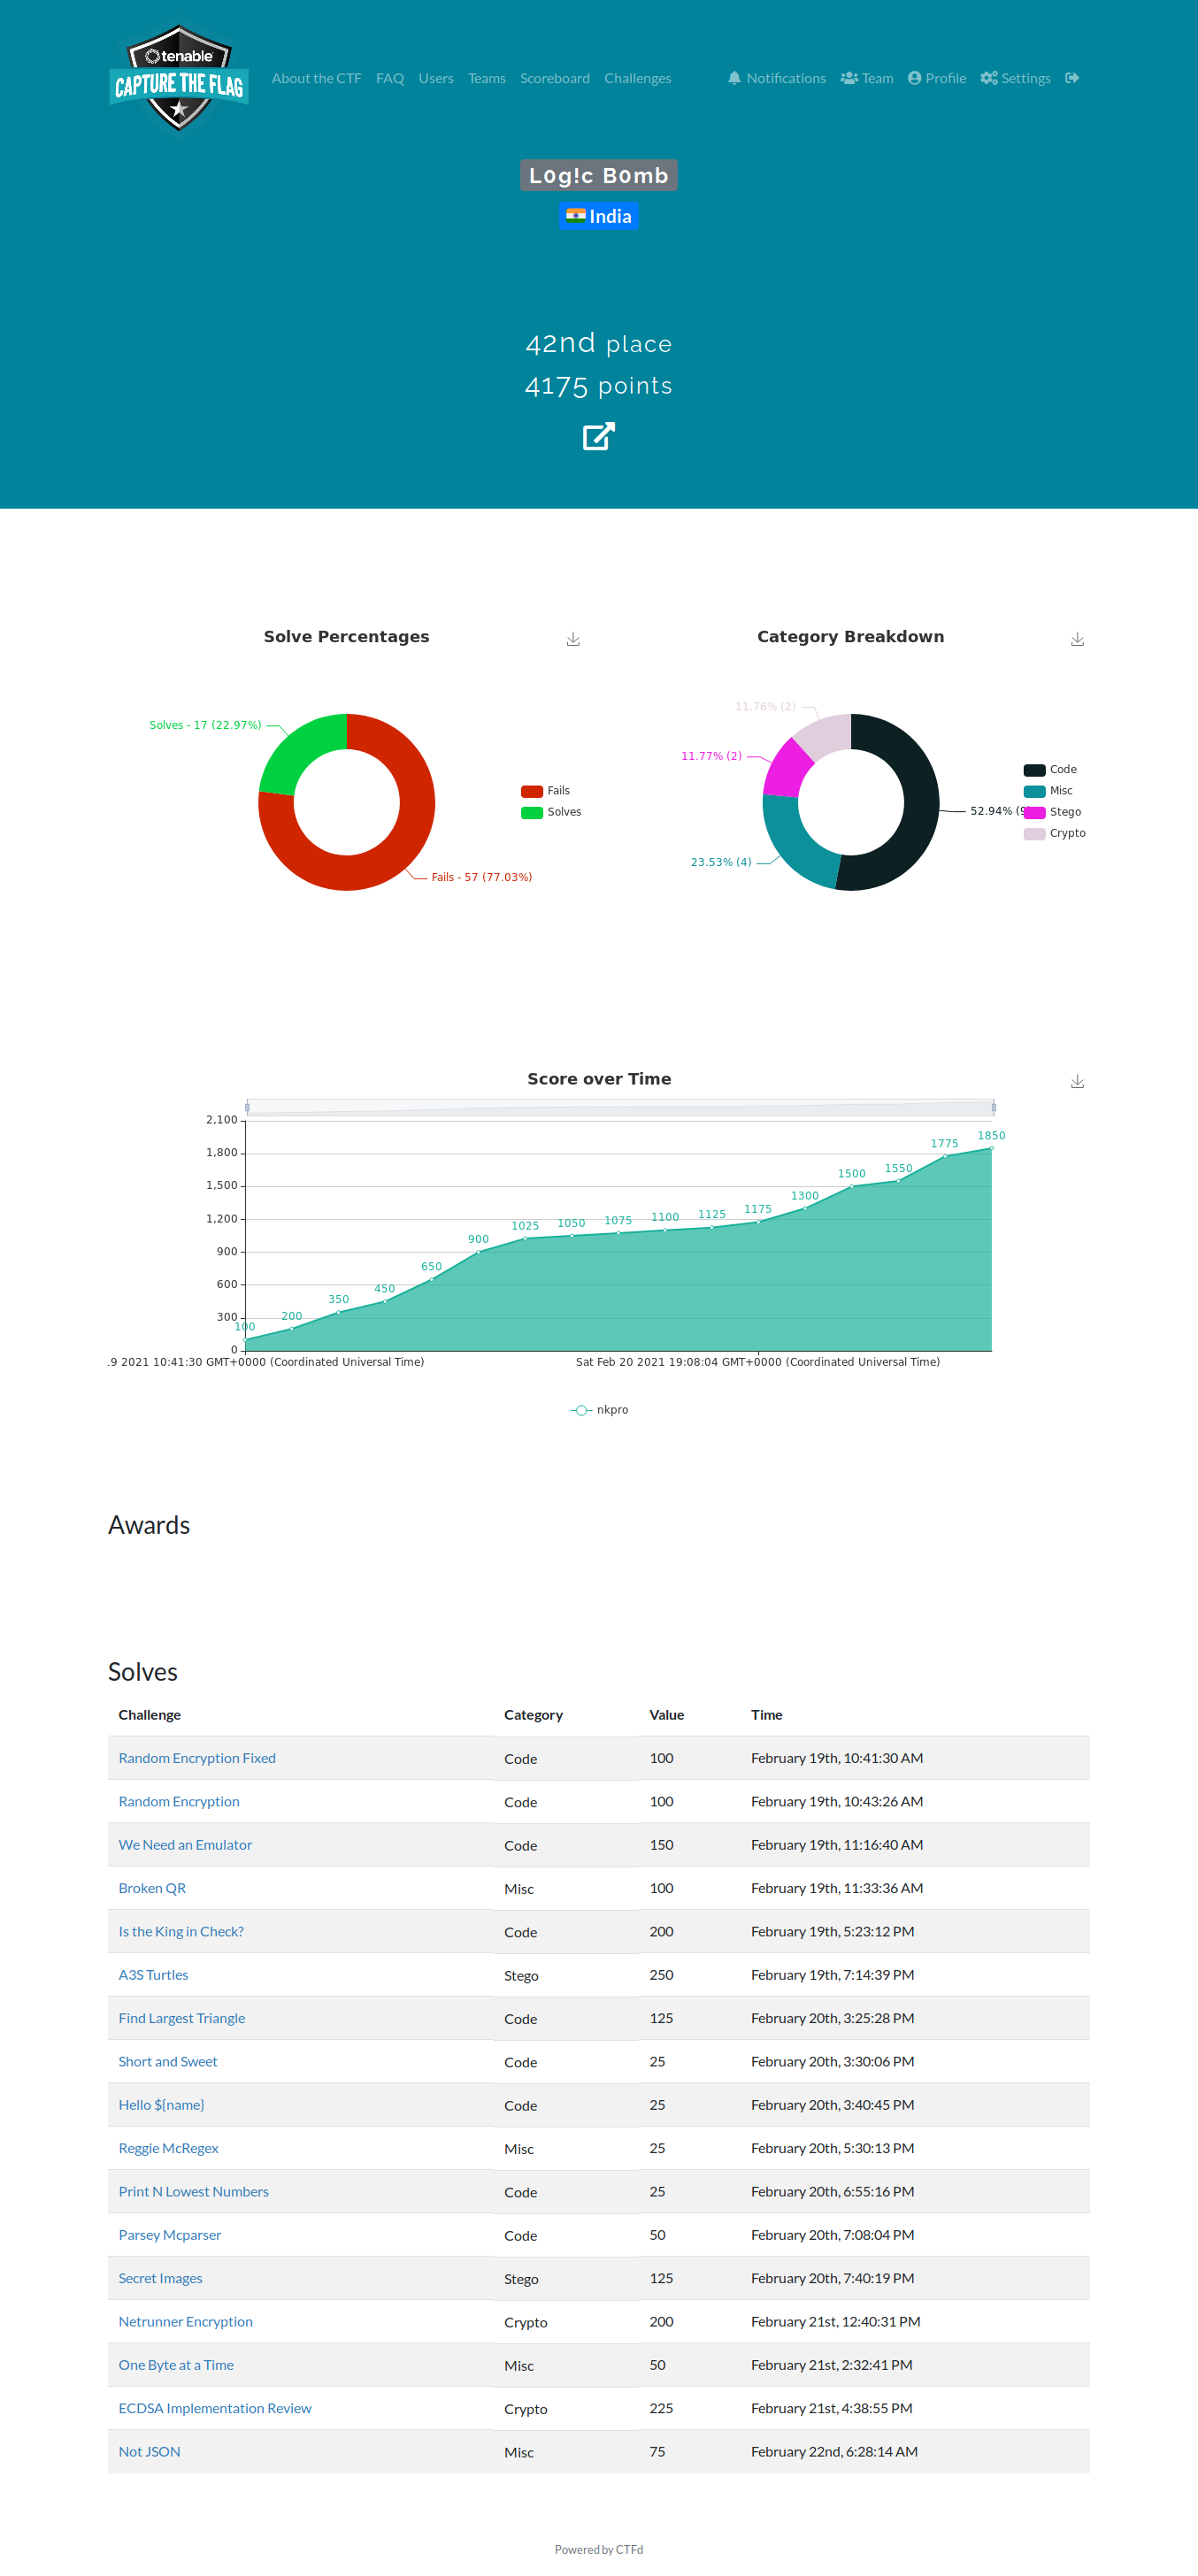 tenable
CAPTURE THE FLAG
About the CTF FAQ Users Teams Scoreboard Challenges Notifications Team Profile Settings
L0g!c B0mb
India
42nd place
4175 points
Solve Percentages
Solves - 17 (22.97%)
Fails - 57 (77.03%)
Fails
Solves
Category Breakdown
11.76% (2)
11.77% (2)
23.53% (4)
52.94% (9)
Code
Misc
Stego
Crypto
Score over Time
2,100
1,800
1,500
1,200
900
600
300
0
100 200 350 450 650 900 1025 1050 1075 1100 1125 1175 1300 1500 1550 1775 1850
.9 2021 10:41:30 GMT+0000 (Coordinated Universal Time) Sat Feb 20 2021 19:08:04 GMT+0000 (Coordinated Universal Time)
nkpro
Awards
Solves
Challenge Category Value Time
Random Encryption Fixed Code 100 February 19th, 10:41:30 AM
Random Encryption Code 100 February 19th, 10:43:26 AM
We Need an Emulator Code 150 February 19th, 11:16:40 AM
Broken QR Misc 100 February 19th, 11:33:36 AM
Is the King in Check? Code 200 February 19th, 5:23:12 PM
A3S Turtles Stego 250 February 19th, 7:14:39 PM
Find Largest Triangle Code 125 February 20th, 3:25:28 PM
Short and Sweet Code 25 February 20th, 3:30:06 PM
Hello ${name} Code 25 February 20th, 3:40:45 PM
Reggie McRegex Misc 25 February 20th, 5:30:13 PM
Print N Lowest Numbers Code 25 February 20th, 6:55:16 PM
Parsey Mcparser Code 50 February 20th, 7:08:04 PM
Secret Images Stego 125 February 20th, 7:40:19 PM
Netrunner Encryption Crypto 200 February 21st, 12:40:31 PM
One Byte at a Time Misc 50 February 21st, 2:32:41 PM
ECDSA Implementation Review Crypto 225 February 21st, 4:38:55 PM
Not JSON Misc 75 February 22nd, 6:28:14 AM
Powered by CTFd